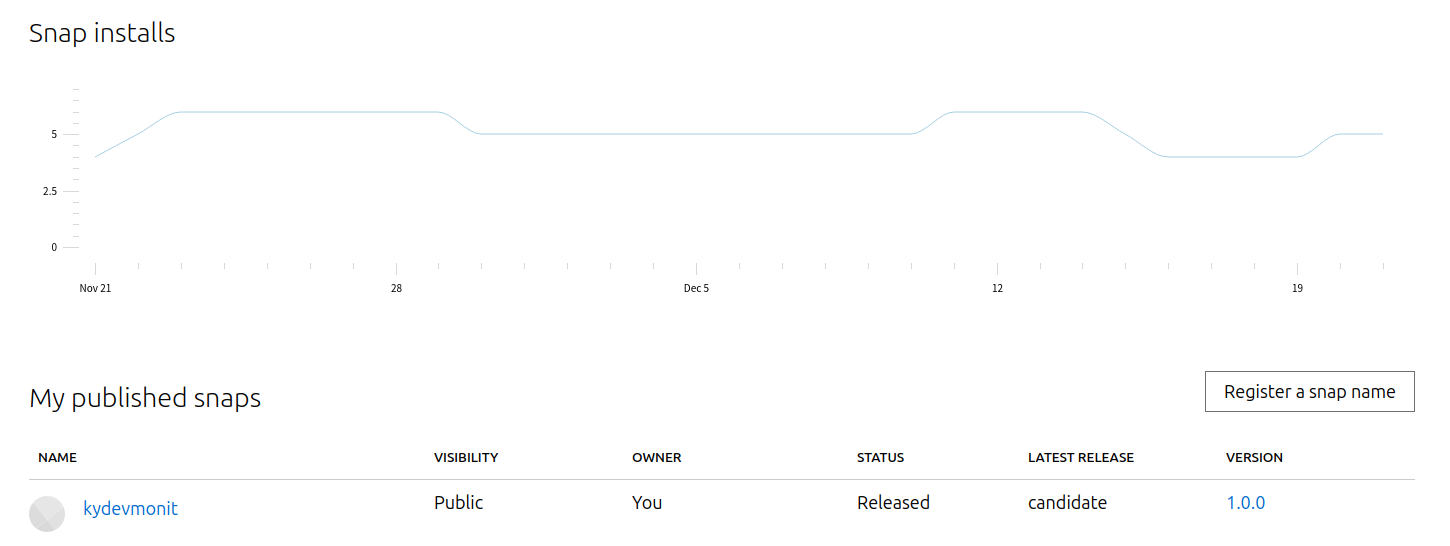 Snap installs
5
2.5
0
Nov 21 28 Dec 5 12 19
My published snaps
Register a snap name
NAME VISIBILITY OWNER STATUS LATEST RELEASE VERSION
kydevmonit Public You Released candidate 1.0.0